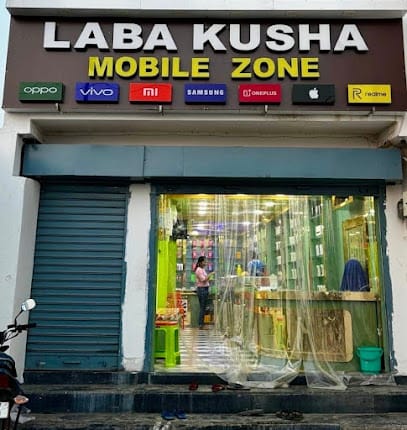 LABA KUSHA
MOBILE ZONE
oppo vivo mi SAMSUNG ONEPLUS realme